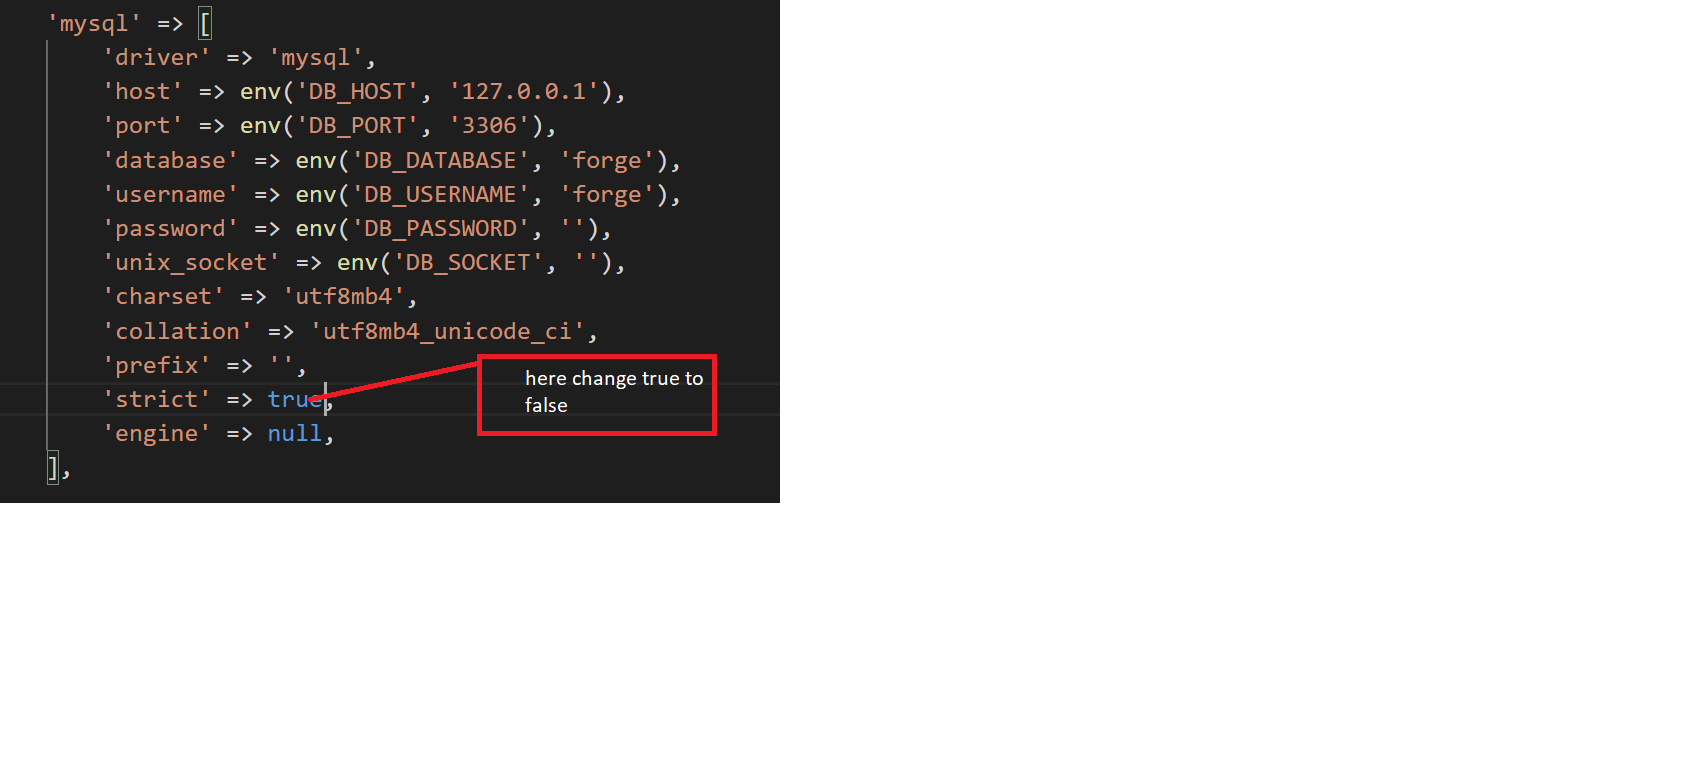 'mysql' => [
'driver' => 'mysql',
'host' => env('DB_HOST', '127.0.0.1'),
'port' => env('DB_PORT', '3306'),
'database' => env('DB_DATABASE', 'forge'),
'username' => env('DB_USERNAME', 'forge'),
'password' => env('DB_PASSWORD', ''),
'unix_socket' => env('DB_SOCKET', ''),
'charset' => 'utf8mb4',
'collation' => 'utf8mb4_unicode_ci',
'prefix' => '',
'strict' => true,
'engine' => null,
],
here change true to
false